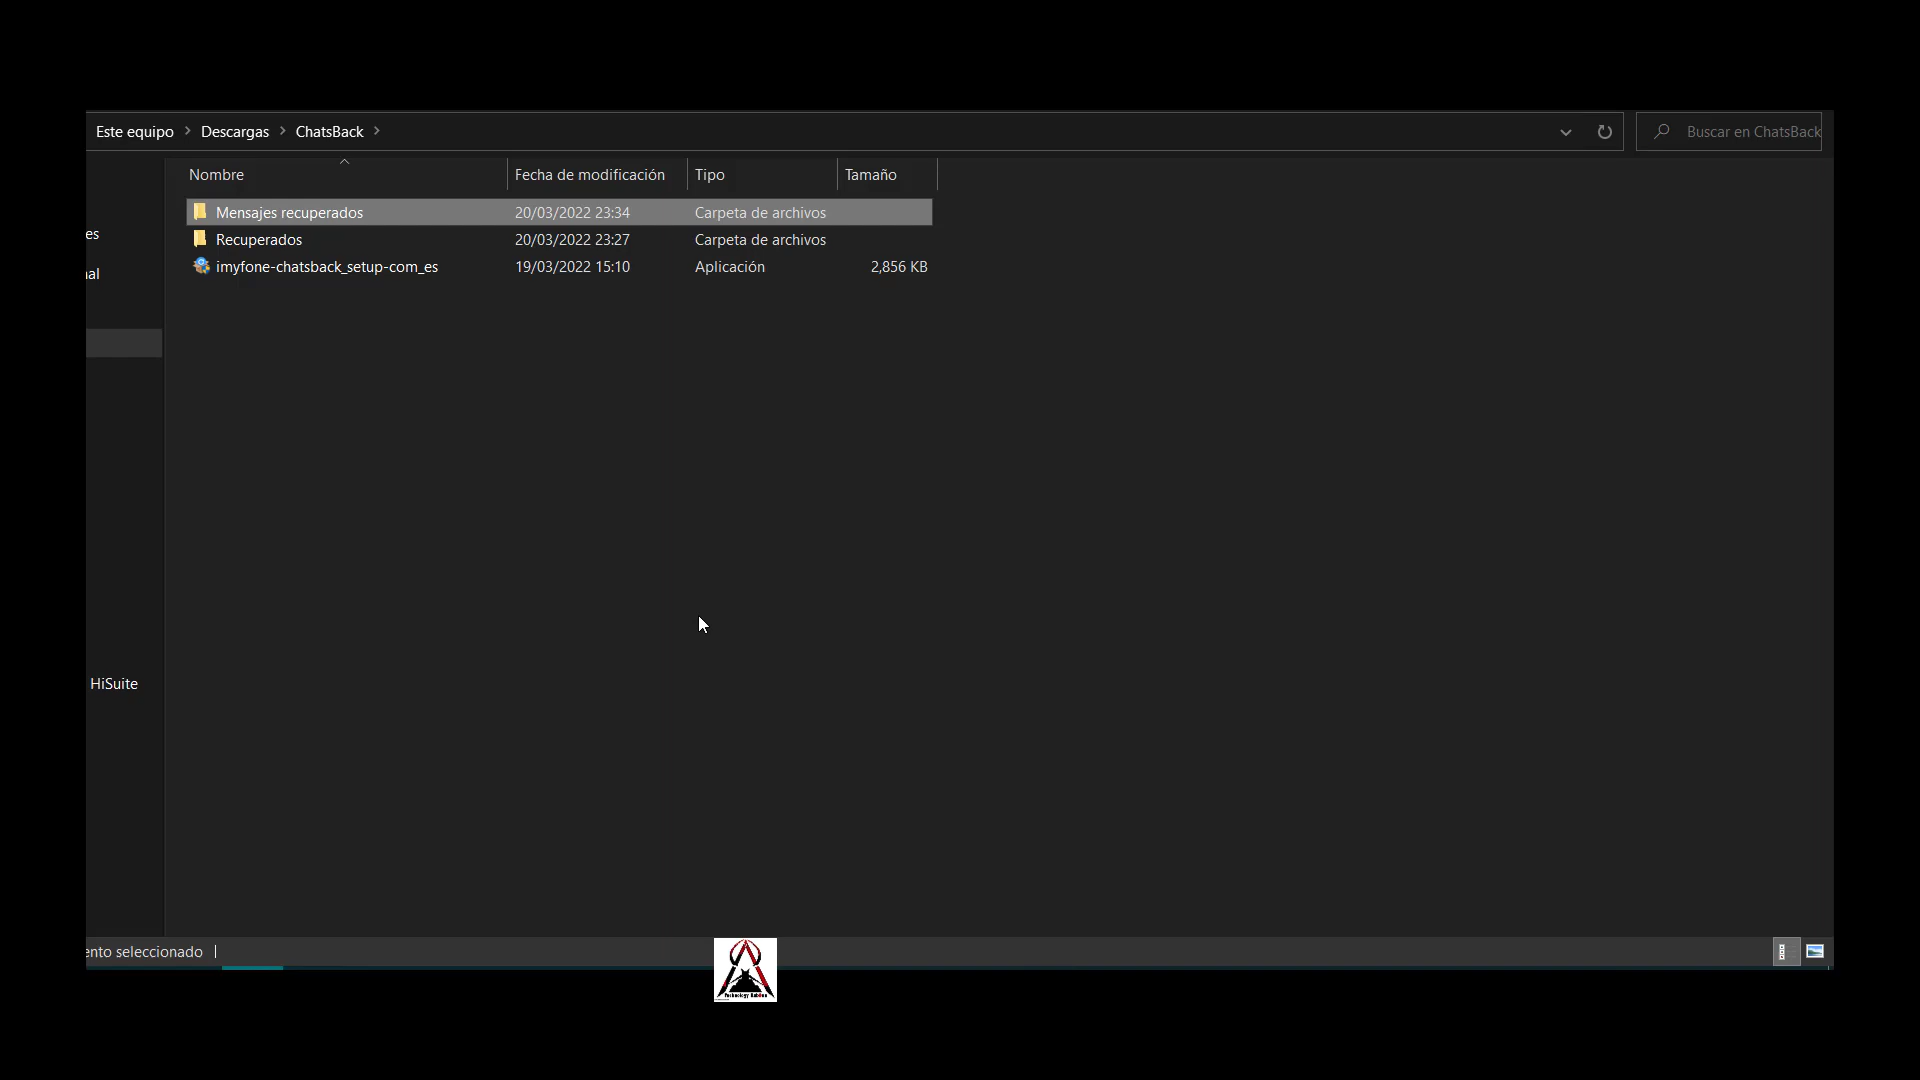 Este equipo > Descargas > ChatsBack >
Buscar en ChatsBack
Nombre Fecha de modificación Tipo Tamaño
Mensajes recuperados 20/03/2022 23:34 Carpeta de archivos
Recuperados 20/03/2022 23:27 Carpeta de archivos
imyfone-chatsback_setup-com_es 19/03/2022 15:10 Aplicación 2,856 KB
es
al
HiSuite
ento seleccionado